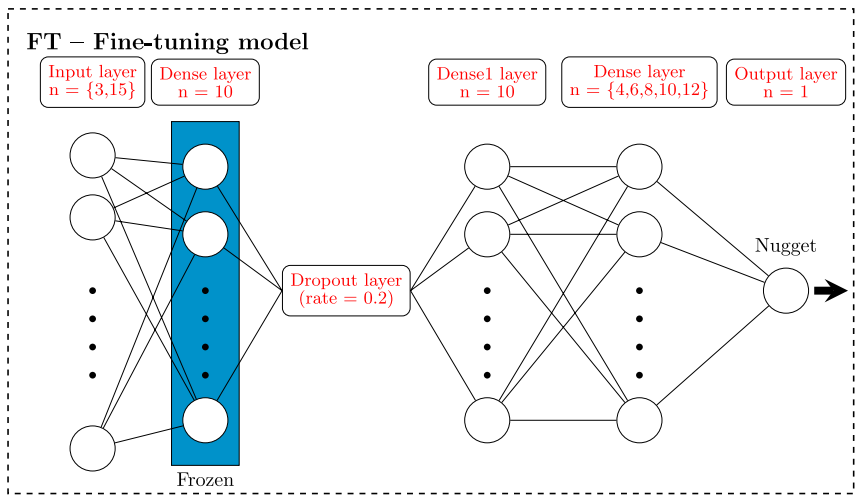 FT – Fine-tuning model
Input layer
n = {3,15}
Dense layer
n = 10
Dense1 layer
n = 10
Dense layer
n = {4,6,8,10,12}
Output layer
n = 1
Dropout layer
(rate = 0.2)
Nugget
Frozen